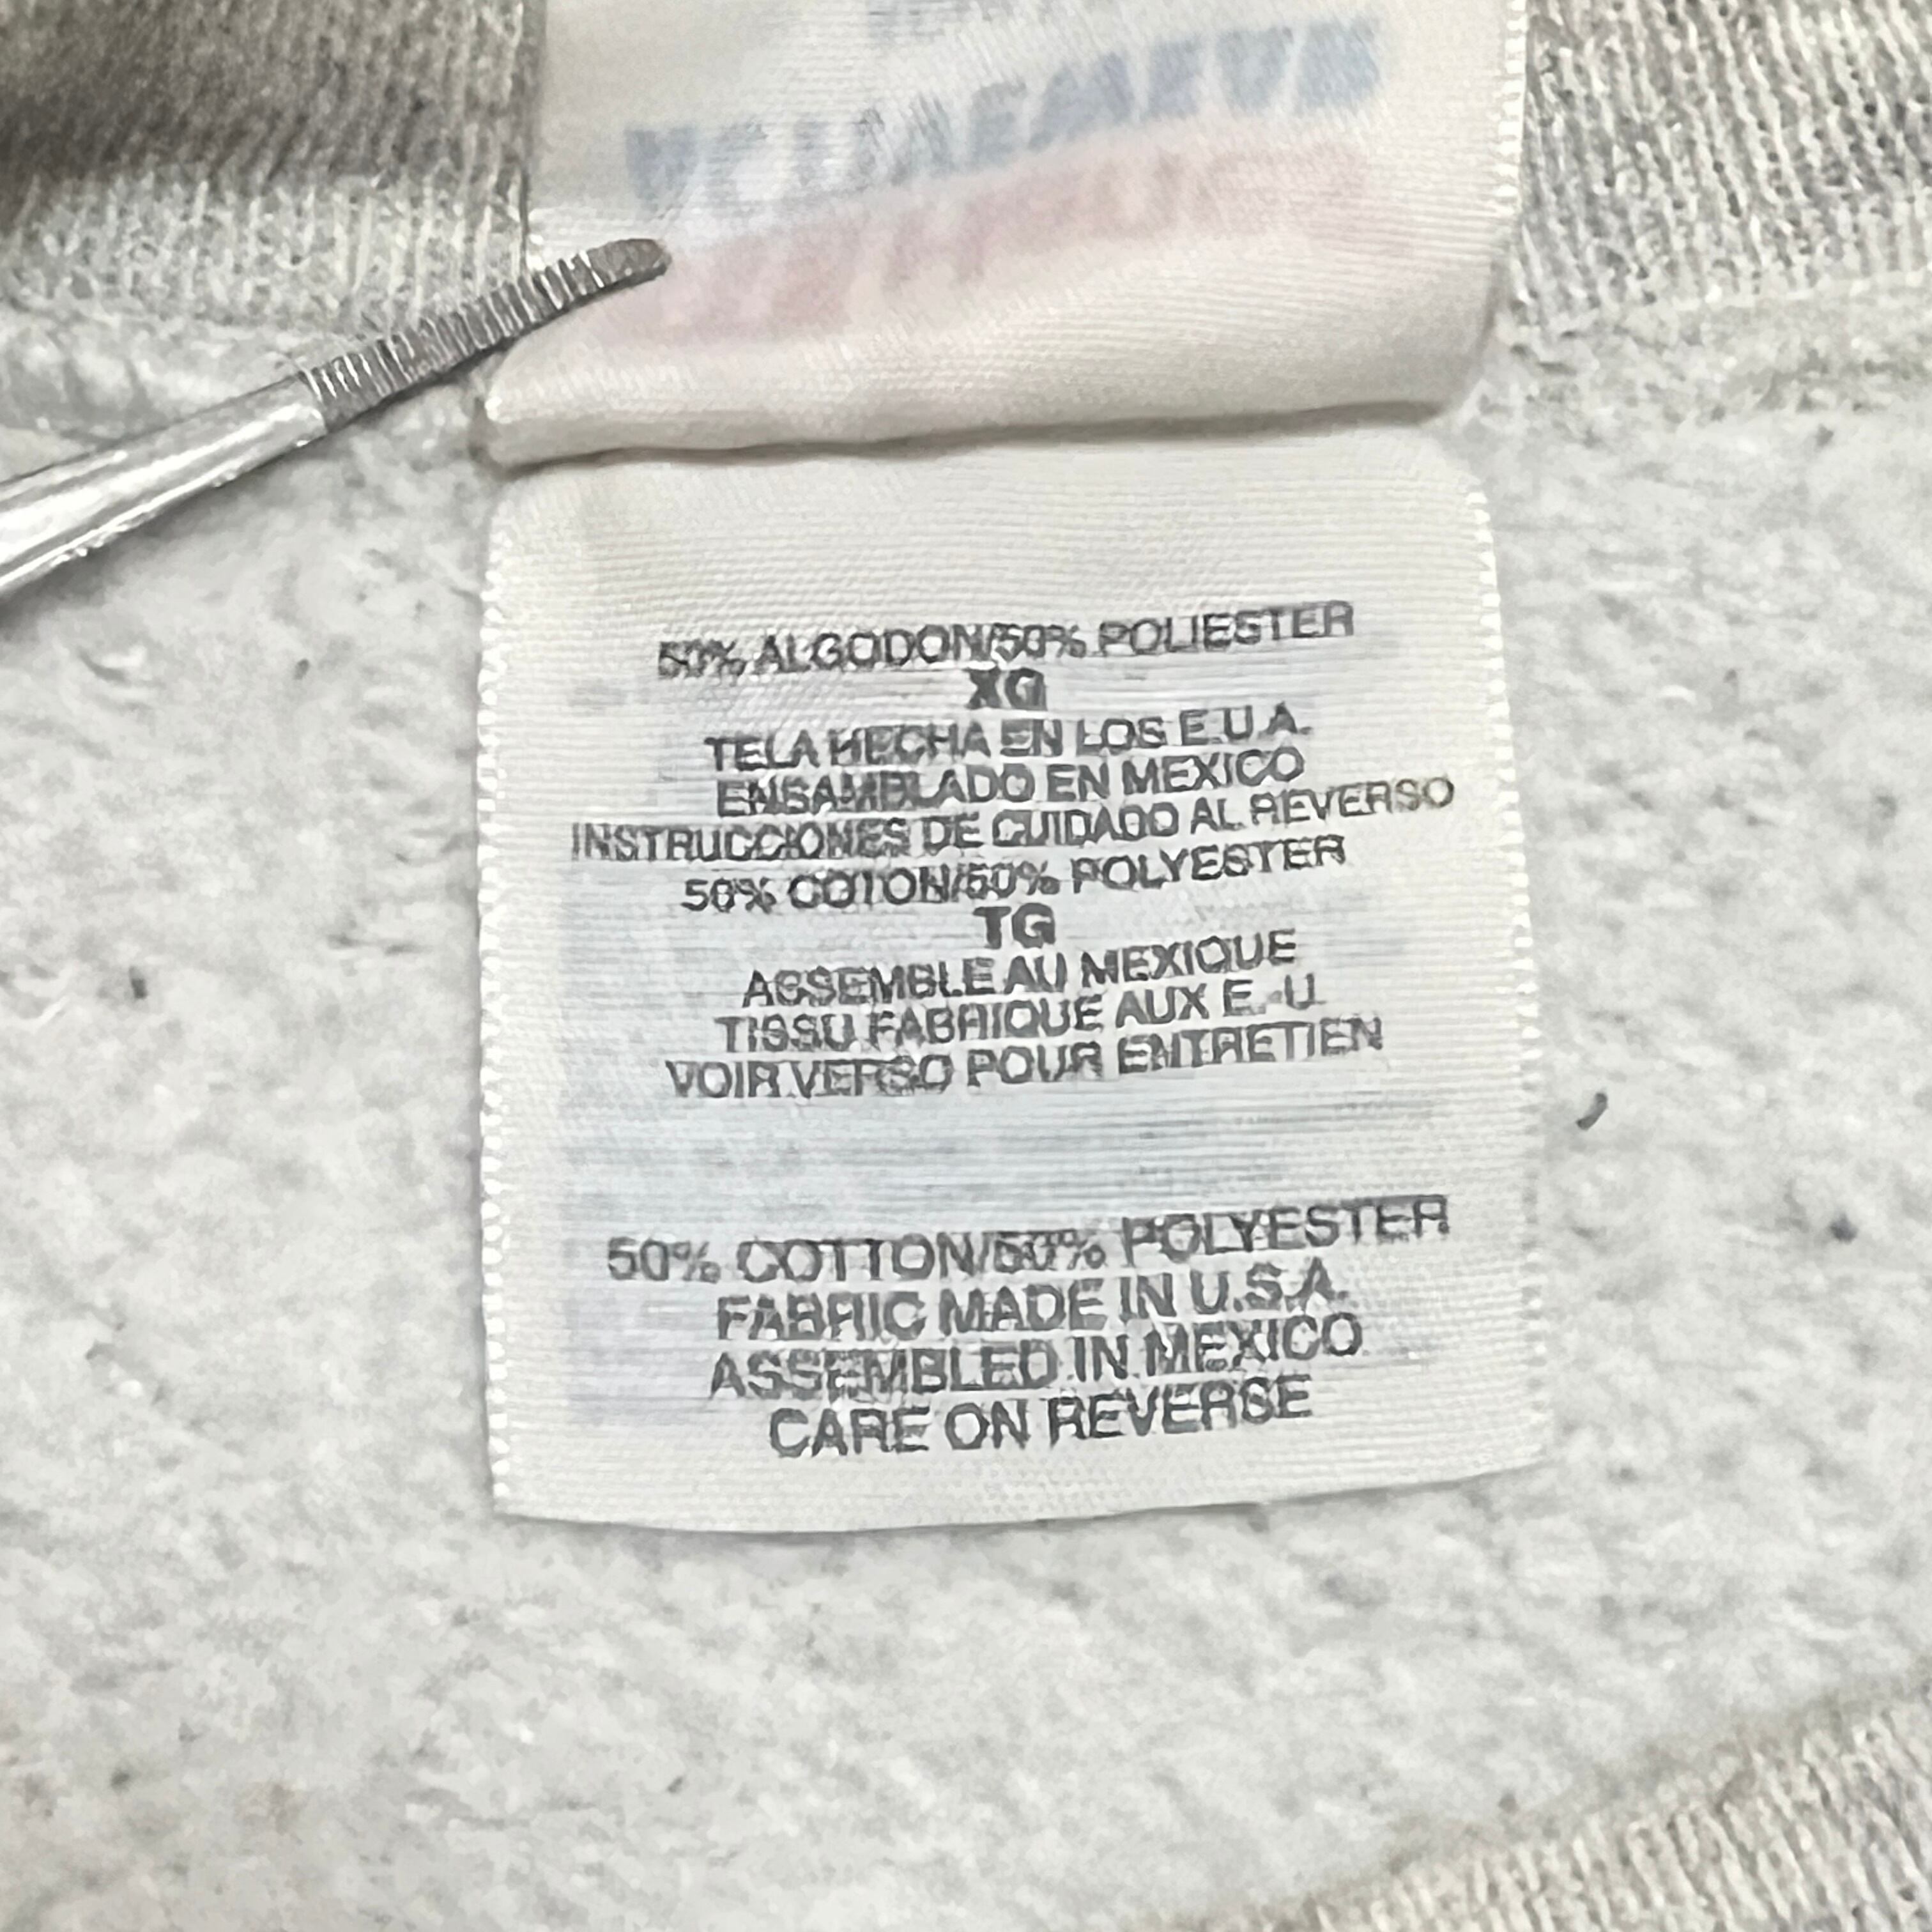 50% ALGODON/50% POLIESTER
XG
TELA HECHA EN LOS E.U.A.
ENSAMBLADO EN MEXICO
INSTRUCCIONES DE CUIDADO AL REVERSO
50% COTON/50% POLYESTER
TG
ASSEMBLE AU MEXIQUE
TISSU FABRIQUE AUX E.-U.
VOIR VERSO POUR ENTRETIEN
50% COTTON/50% POLYESTER
FABRIC MADE IN U.S.A.
ASSEMBLED IN MEXICO
CARE ON REVERSE